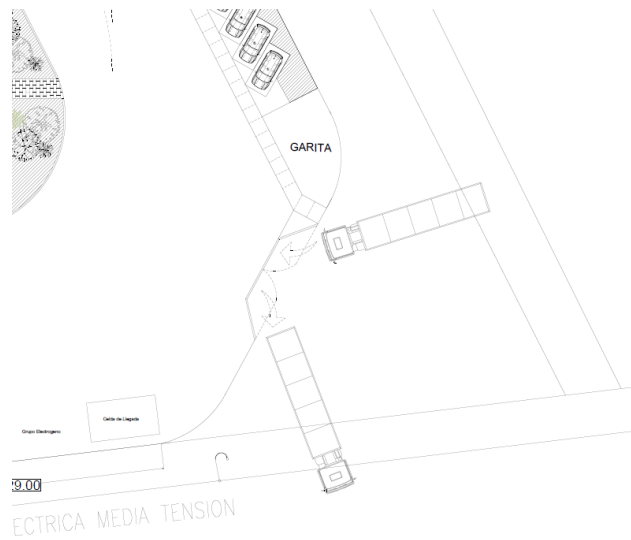 GARITA
Celda de Llegada
Grupo Electrogeno
29.00
ECTRICA MEDIA TENSION